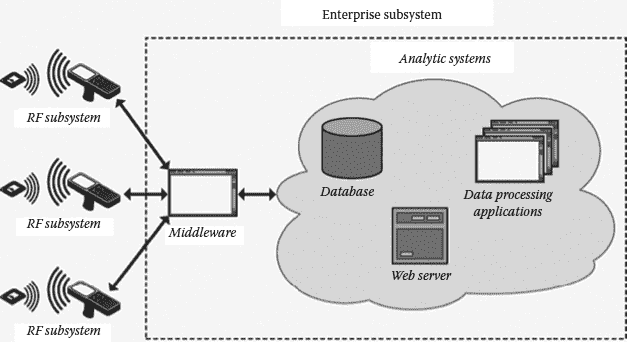 Enterprise subsystem
Analytic systems
RF subsystem
Database
Data processing
applications
RF subsystem
Middleware
Web server
RF subsystem